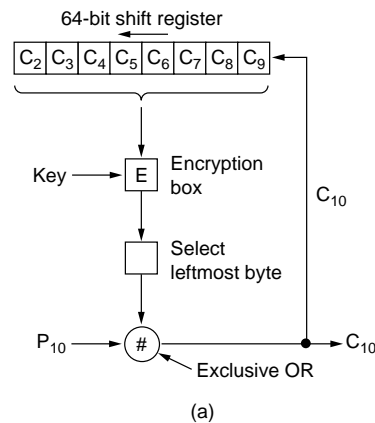 64-bit shift register
C2 C3 C4 C5 C6 C7 C8 C9
Key
E
Encryption
box
C10
Select
leftmost byte
P10
#
C10
Exclusive OR
(a)